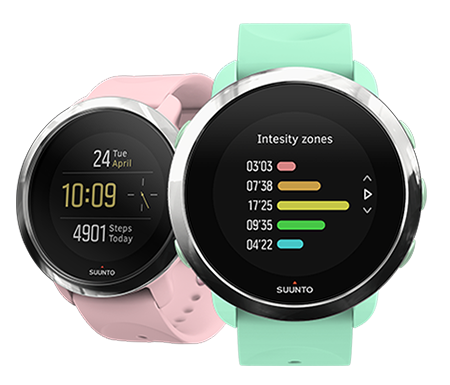 24 Tue
April
10:09
4901 Steps
Today
SUUNTO
Intesity zones
03'03
07'38
17'25
09'35
04'22
SUUNTO